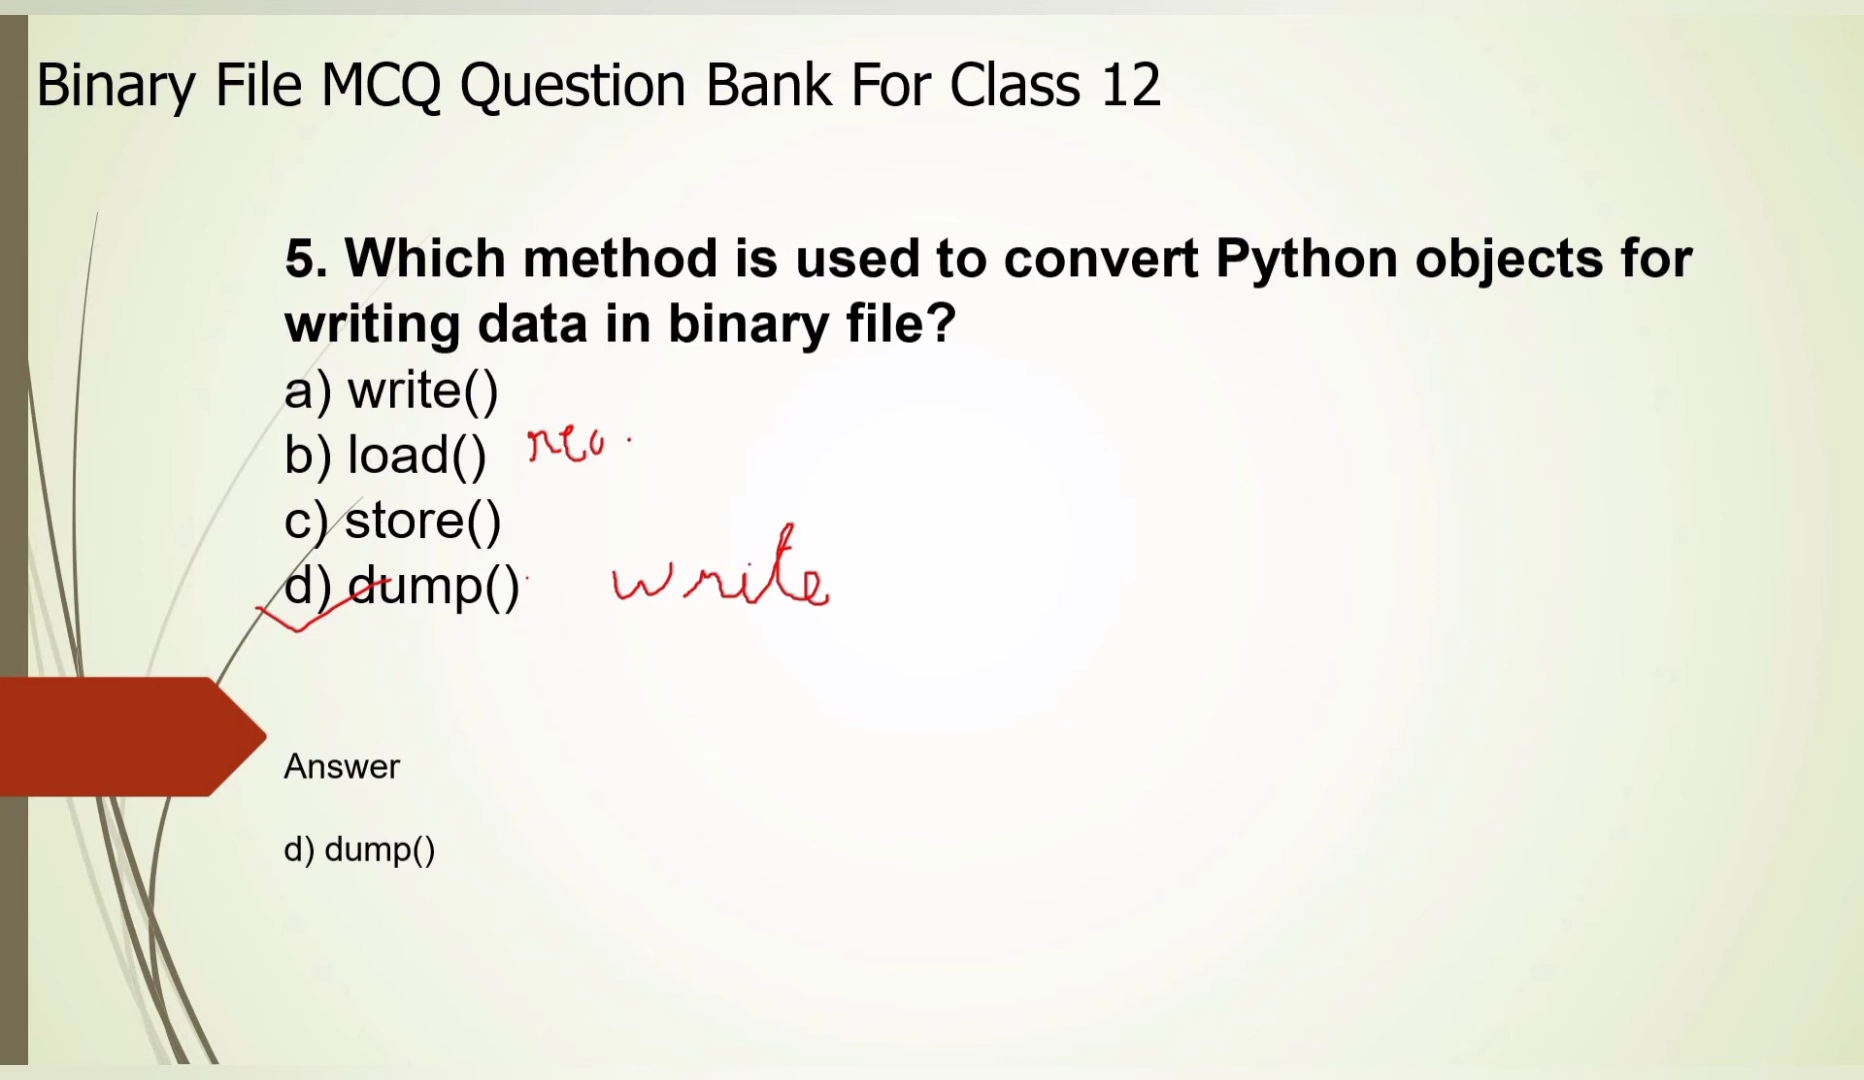 Binary File MCQ Question Bank For Class 12
5. Which method is used to convert Python objects for
writing data in binary file?
a) write()
b) load()
c) store()
d) dump() write
Answer
d) dump()